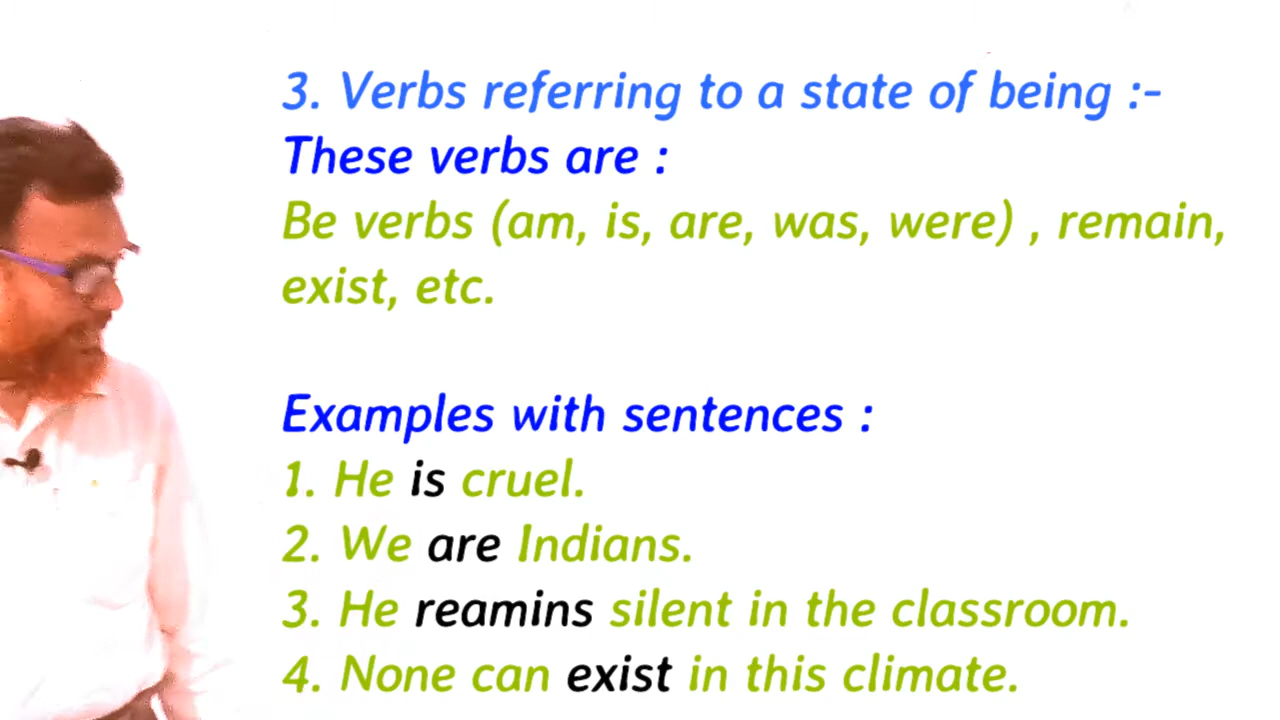 3. Verbs referring to a state of being :-
These verbs are :
Be verbs (am, is, are, was, were) , remain,
exist, etc.
Examples with sentences :
1. He is cruel.
2. We are Indians.
3. He reamins silent in the classroom.
4. None can exist in this climate.